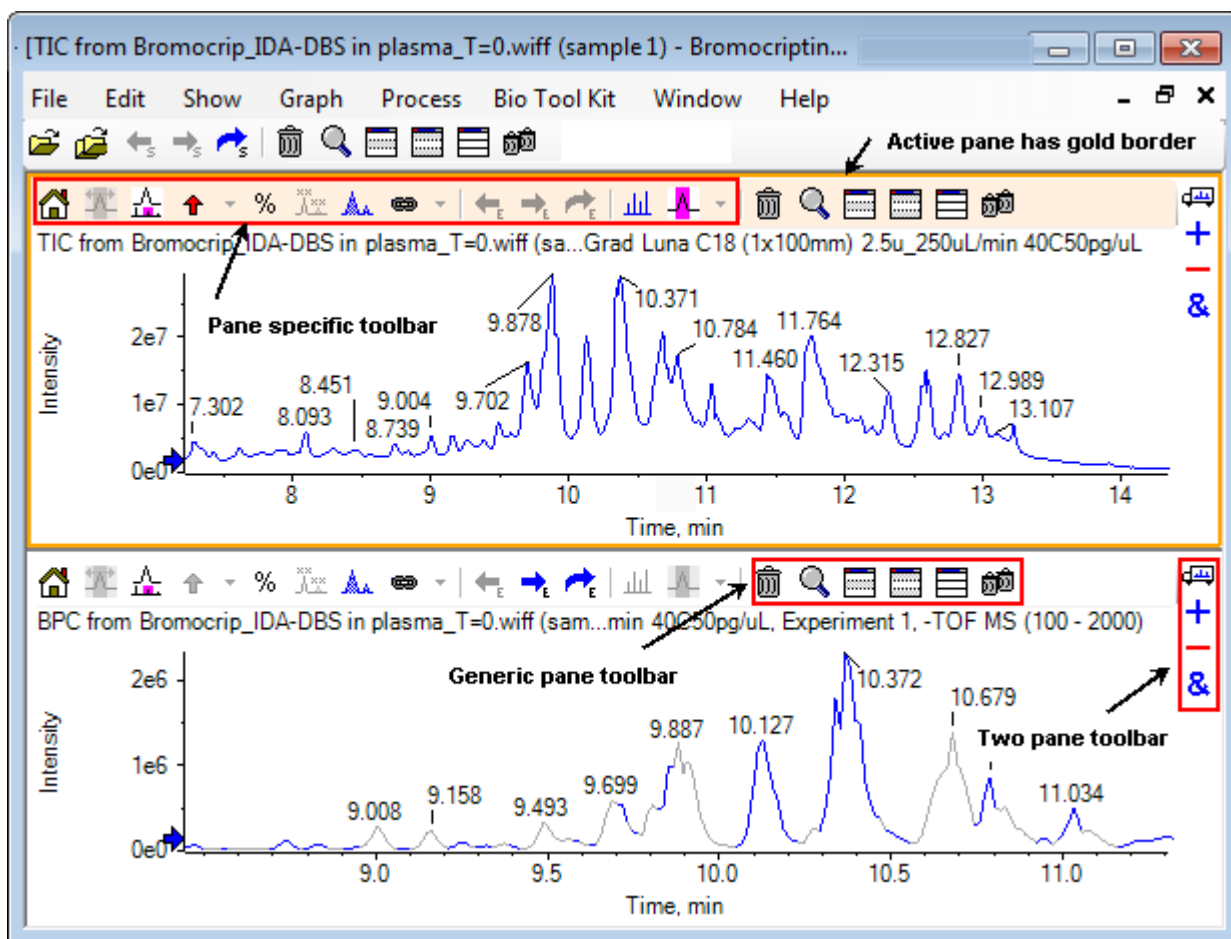 [TIC from Bromocrip_IDA-DBS in plasma_T=0.wiff (sample 1) - Bromocriptin...
File Edit Show Graph Process Bio Tool Kit Window Help
S S S
Active pane has gold border
% xx xx E E E
TIC from Bromocrip_IDA-DBS in plasma_T=0.wiff (sa...Grad Luna C18 (1x100mm) 2.5u_250uL/min 40C50pg/uL
&
Pane specific toolbar
Intensity
2e7
1e7
0e0
7.302
8.093
8.451
8.739
9.004
9.702
9.878
10.371
10.784
11.460
11.764
12.315
12.827
12.989
13.107
8 9 10 11 12 13 14
Time, min
% xx xx E E E
BPC from Bromocrip_IDA-DBS in plasma_T=0.wiff (sam...min 40C50pg/uL, Experiment 1, -TOF MS (100 - 2000)
&
Generic pane toolbar
Two pane toolbar
Intensity
2e6
1e6
0e0
9.008
9.158
9.493
9.699
9.887
10.127
10.372
10.679
11.034
9.0 9.5 10.0 10.5 11.0
Time, min